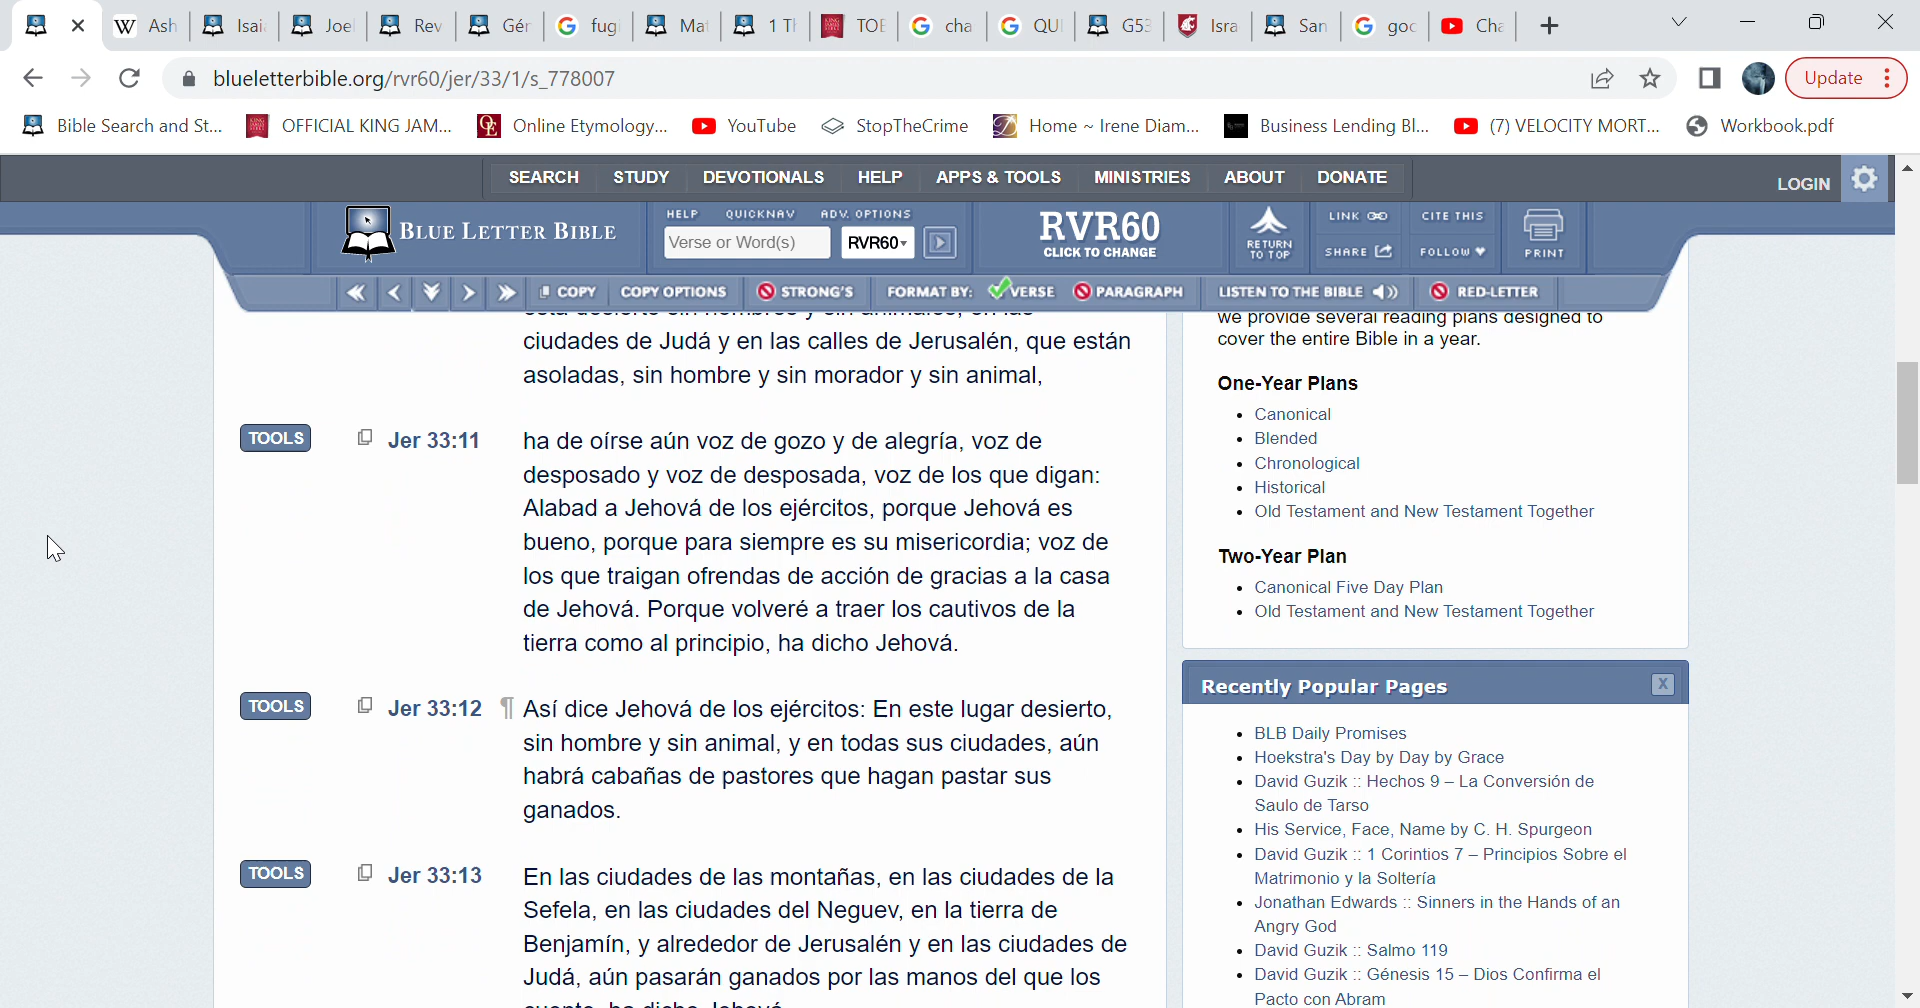 Ash
Isai
Joel
Rev
Gén
fugi
Mat
1 Th
TOE
cha
QUI
G53
Isra
San
goo
Cha
blueletterbible.org/rvr60/jer/33/1/s_778007
Update
Bible Search and St...
OFFICIAL KING JAM...
Online Etymology...
YouTube
StopTheCrime
Home ~ Irene Diam...
Business Lending Bl...
(7) VELOCITY MORT...
Workbook.pdf
SEARCH STUDY DEVOTIONALS HELP APPS & TOOLS MINISTRIES ABOUT DONATE
LOGIN
BLUE LETTER BIBLE
HELP QUICKNAV ADV. OPTIONS
Verse or Word(s)
RVR60
RVR60
CLICK TO CHANGE
RETURN
TO TOP
LINK
SHARE
CITE THIS
FOLLOW
PRINT
COPY COPY OPTIONS STRONG'S FORMAT BY: VERSE PARAGRAPH LISTEN TO THE BIBLE RED-LETTER
ciudades de Judá y en las calles de Jerusalén, que están
asoladas, sin hombre y sin morador y sin animal,
TOOLS Jer 33:11 ha de oírse aún voz de gozo y de alegría, voz de
desposado y voz de desposada, voz de los que digan:
Alabad a Jehová de los ejércitos, porque Jehová es
bueno, porque para siempre es su misericordia; voz de
los que traigan ofrendas de acción de gracias a la casa
de Jehová. Porque volveré a traer los cautivos de la
tierra como al principio, ha dicho Jehová.
TOOLS Jer 33:12 ¶ Así dice Jehová de los ejércitos: En este lugar desierto,
sin hombre y sin animal, y en todas sus ciudades, aún
habrá cabañas de pastores que hagan pastar sus
ganados.
TOOLS Jer 33:13 En las ciudades de las montañas, en las ciudades de la
Sefela, en las ciudades del Neguev, en la tierra de
Benjamín, y alrededor de Jerusalén y en las ciudades de
Judá, aún pasarán ganados por las manos del que los
we provide several reading plans designed to
cover the entire Bible in a year.
One-Year Plans
Canonical
Blended
Chronological
Historical
Old Testament and New Testament Together
Two-Year Plan
Canonical Five Day Plan
Old Testament and New Testament Together
Recently Popular Pages X
BLB Daily Promises
Hoekstra's Day by Day by Grace
David Guzik :: Hechos 9 – La Conversión de
Saulo de Tarso
His Service, Face, Name by C. H. Spurgeon
David Guzik :: 1 Corintios 7 – Principios Sobre el
Matrimonio y la Soltería
Jonathan Edwards :: Sinners in the Hands of an
Angry God
David Guzik :: Salmo 119
David Guzik :: Génesis 15 – Dios Confirma el
Pacto con Abram